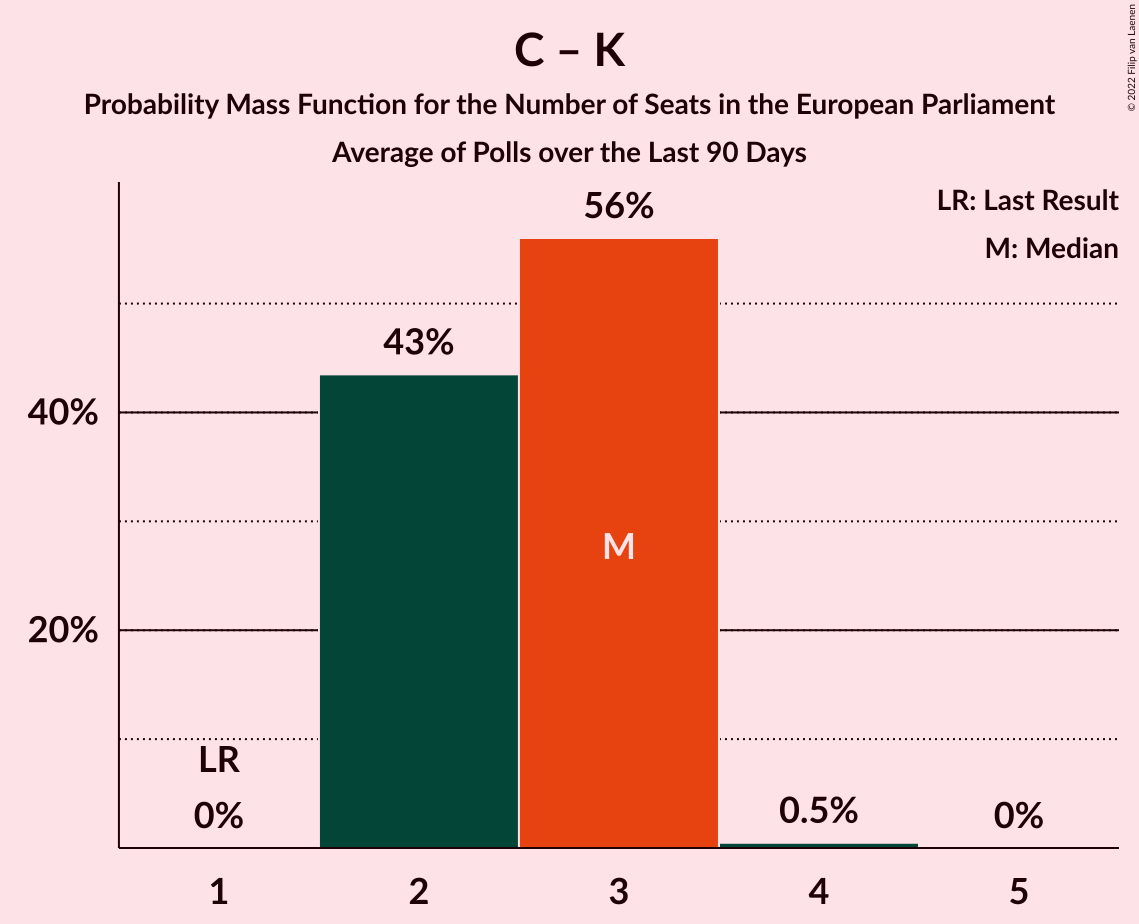 C – K
Probability Mass Function for the Number of Seats in the European Parliament
Average of Polls over the Last 90 Days
© 2022 Filip van Laenen
LR: Last Result
M: Median
56%
43%
40%
M
20%
LR
0%
0.5%
0%
1 2 3 4 5